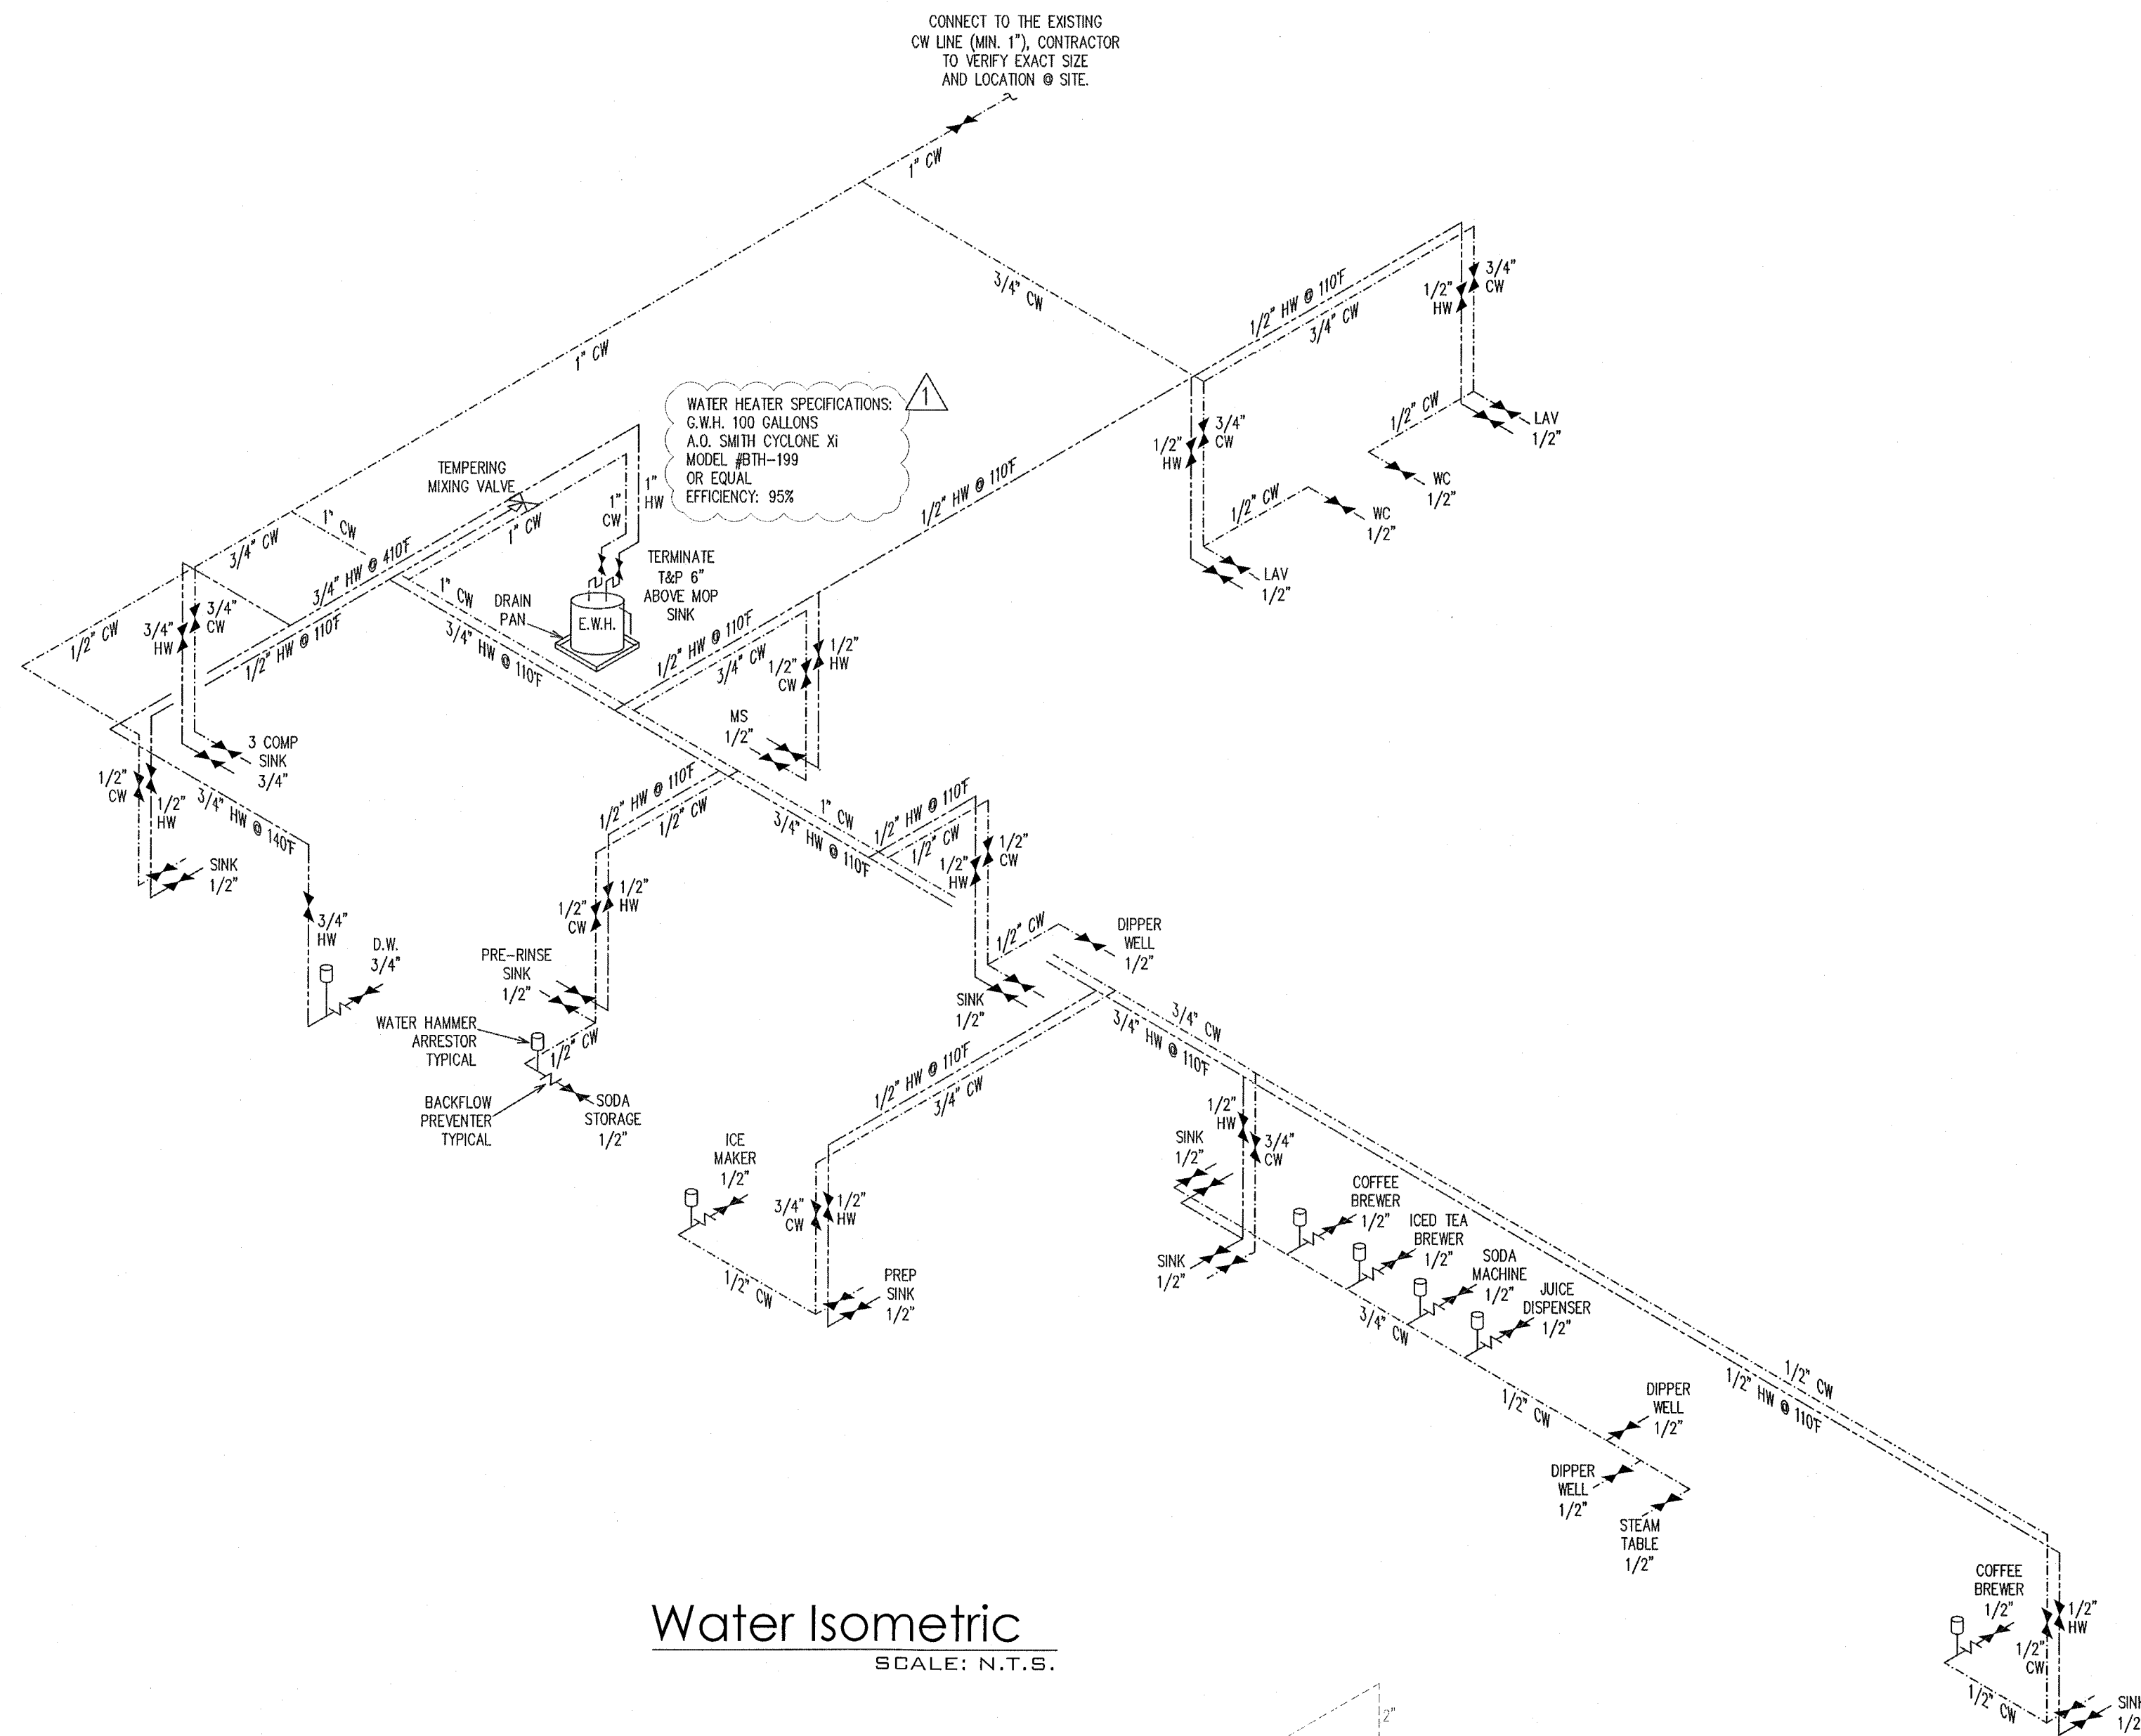 CONNECT TO THE EXISTING
CW LINE (MIN. 1"), CONTRACTOR
TO VERIFY EXACT SIZE
AND LOCATION @ SITE.
1" CW
3/4" CW
1" CW
1/2" HW @ 110°F
3/4" CW
1/2"
HW
3/4"
CW
1/2" CW
LAV
1/2"
WC
1/2"
3/4"
CW
1/2"
HW
1/2" CW
WC
1/2"
LAV
1/2"
1/2" HW @ 110°F
WATER HEATER SPECIFICATIONS:
G.W.H. 100 GALLONS
A.O. SMITH CYCLONE Xi
MODEL #BTH-199
OR EQUAL
EFFICIENCY: 95%
1
TEMPERING
MIXING VALVE
1"
CW
1"
HW
1" CW
1" CW
3/4" CW
3/4" HW @ 410°F
1/2" HW @ 110°F
1" CW
3/4" HW @ 110°F
DRAIN
PAN
E.W.H.
TERMINATE
T&P 6"
ABOVE MOP
SINK
1/2" CW
3/4"
HW
3/4"
CW
3 COMP
SINK
3/4"
1/2"
CW
1/2"
HW
SINK
1/2"
3/4" HW @ 140°F
3/4"
HW
D.W.
3/4"
1/2" HW @ 110°F
3/4" CW
1/2"
CW
1/2"
HW
MS
1/2"
1/2" HW @ 110°F
1/2" CW
1/2"
CW
1/2"
HW
PRE-RINSE
SINK
1/2"
WATER HAMMER
ARRESTOR
TYPICAL
1/2" CW
BACKFLOW
PREVENTER
TYPICAL
SODA
STORAGE
1/2"
1" CW
3/4" HW @ 110°F
1/2" HW @ 110°F
1/2" CW
1/2"
HW
1/2"
CW
1/2" CW
DIPPER
WELL
1/2"
SINK
1/2"
3/4" CW
3/4" HW @ 110°F
1/2" HW @ 110°F
3/4" CW
ICE
MAKER
1/2"
3/4"
CW
1/2"
HW
1/2" CW
PREP
SINK
1/2"
1/2"
HW
3/4"
CW
SINK
1/2"
SINK
1/2"
COFFEE
BREWER
1/2"
ICED TEA
BREWER
1/2"
SODA
MACHINE
1/2"
JUICE
DISPENSER
1/2"
3/4" CW
1/2" CW
DIPPER
WELL
1/2"
DIPPER
WELL
1/2"
STEAM
TABLE
1/2"
1/2" CW
1/2" HW @ 110°F
COFFEE
BREWER
1/2"
1/2"
HW
1/2"
CW
1/2" CW
Water Isometric
SCALE: N.T.S.
2"